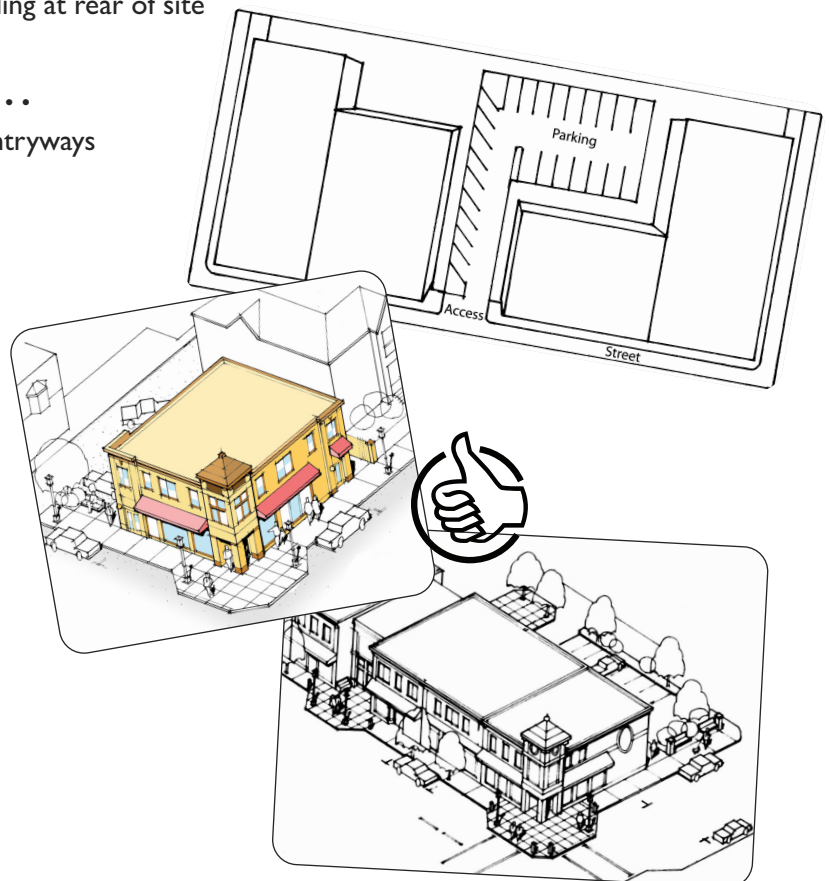 ing at rear of site
...
ntryways
Parking
Access
Street